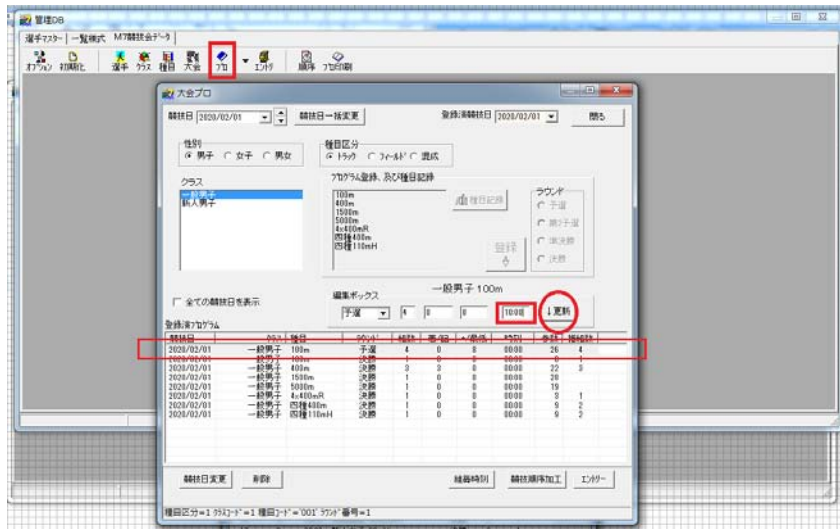 管理DB
選手マスター 一覧様式 M7競技会データ
オプション 初期化 選手 クラス 種目 大会 プロ エントリ 順序 プロ印刷
大会プロ
競技日 2020/02/01 競技日一括変更 登録済競技日 2020/02/01 閉る
性別
男子 女子 男女
種目区分
トラック フィールド 混成
クラス
一般男子
新人男子
プログラム登録、及び種目記録
100m
400m
1500m
5000m
4x400mR
四種400m
四種110mH
種目記録
登録
ラウンド
予選
準決勝
決勝
一般男子 100m
全ての競技日を表示
編集ボックス
予選 4 0 0 10:00 ↓更新
登録済プログラム
競技日 クラス 種目 ラウンド 組数 時刻
2020/02/01 一般男子 100m 予選 4 0 0 00:00 26 4
2020/02/01 一般男子 100m 決勝 1 0 0 00:00 0 1
2020/02/01 一般男子 400m 決勝 3 3 0 00:00 22 3
2020/02/01 一般男子 1500m 決勝 1 0 0 00:00 20
2020/02/01 一般男子 5000m 決勝 1 0 0 00:00 19
2020/02/01 一般男子 4x400mR 決勝 1 0 0 00:00 3 1
2020/02/01 一般男子 四種400m 決勝 1 0 0 00:00 9 2
2020/02/01 一般男子 四種110mH 決勝 1 0 0 00:00 9 2
競技日変更 削除 競技順序加工 エントリー
種目区分=1 クラスコード=1 種目コード='001' ラウンド番号=1